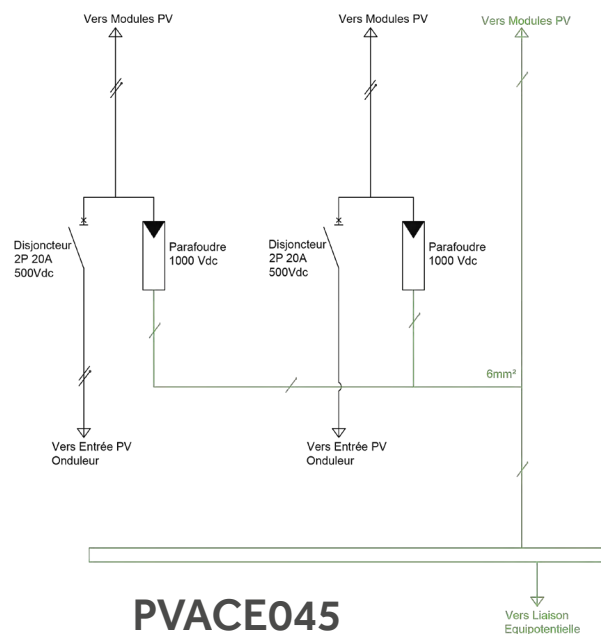 Vers Modules PV
Vers Modules PV
Vers Modules PV
Disjoncteur
2P 20A
500Vdc
Parafoudre
1000 Vdc
Disjoncteur
2P 20A
500Vdc
Parafoudre
1000 Vdc
6mm²
Vers Entrée PV
Onduleur
Vers Entrée PV
Onduleur
PVACE045
Vers Liaison
Equipotentielle